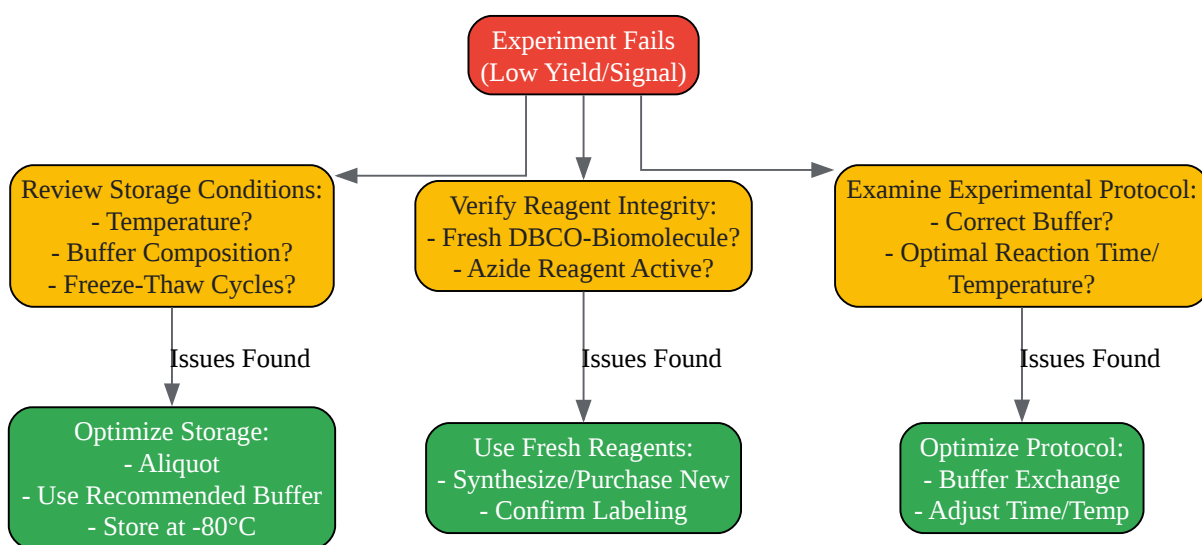 Experiment Fails
(Low Yield/Signal)
Review Storage Conditions:
- Temperature?
- Buffer Composition?
- Freeze-Thaw Cycles?
Verify Reagent Integrity:
- Fresh DBCO-Biomolecule?
- Azide Reagent Active?
Examine Experimental Protocol:
- Correct Buffer?
- Optimal Reaction Time/
Temperature?
Issues Found
Issues Found
Issues Found
Optimize Storage:
- Aliquot
- Use Recommended Buffer
- Store at -80°C
Use Fresh Reagents:
- Synthesize/Purchase New
- Confirm Labeling
Optimize Protocol:
- Buffer Exchange
- Adjust Time/Temp